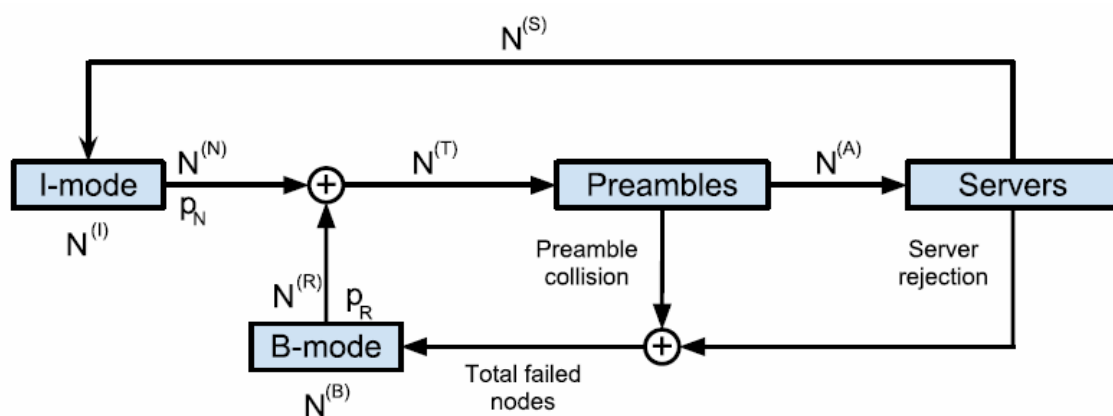 N^(S)
N^(N)
N^(T)
N^(A)
I-mode
Preambles
Servers
p_N
N^(I)
Preamble
collision
Server
rejection
N^(R)
p_R
B-mode
Total failed
nodes
N^(B)